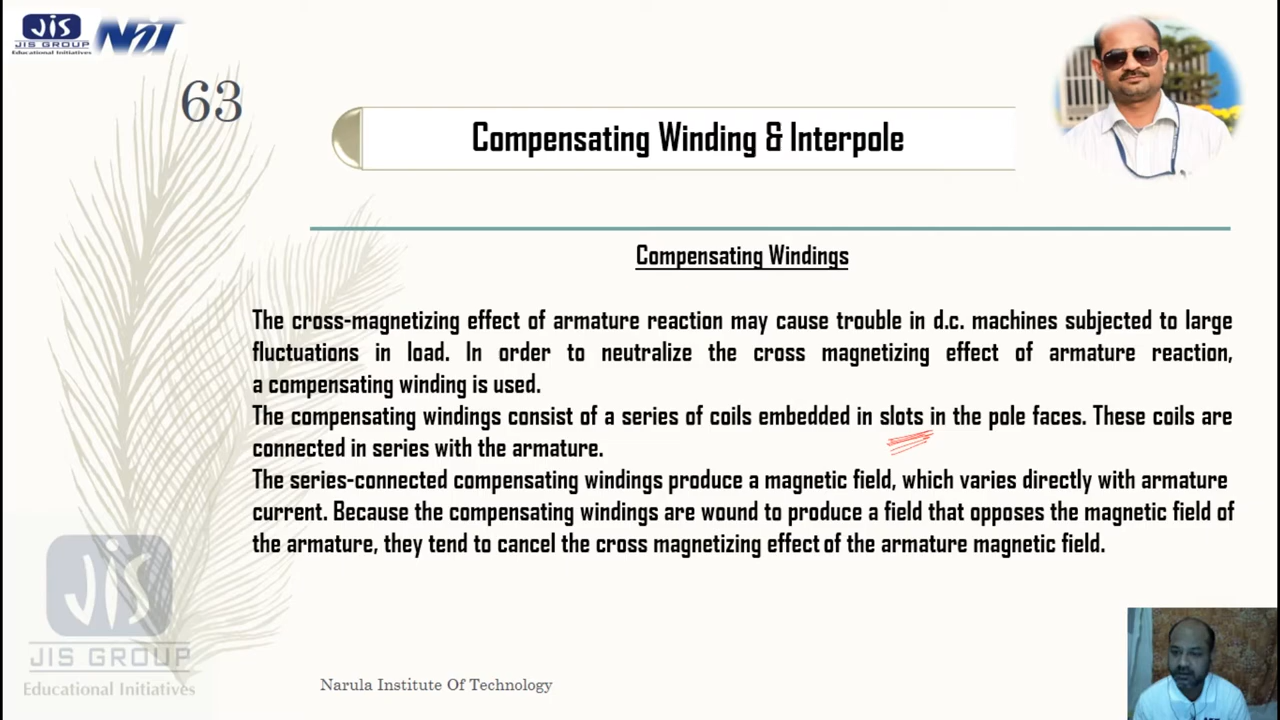 JIS
JIS GROUP
Educational Initiatives
NiT
63
Compensating Winding & Interpole
Compensating Windings
The cross-magnetizing effect of armature reaction may cause trouble in d.c. machines subjected to large
fluctuations in load. In order to neutralize the cross magnetizing effect of armature reaction,
a compensating winding is used.
The compensating windings consist of a series of coils embedded in slots in the pole faces. These coils are
connected in series with the armature.
The series-connected compensating windings produce a magnetic field, which varies directly with armature
current. Because the compensating windings are wound to produce a field that opposes the magnetic field of
the armature, they tend to cancel the cross magnetizing effect of the armature magnetic field.
JIS
JIS GROUP
Educational Initiatives
Narula Institute Of Technology